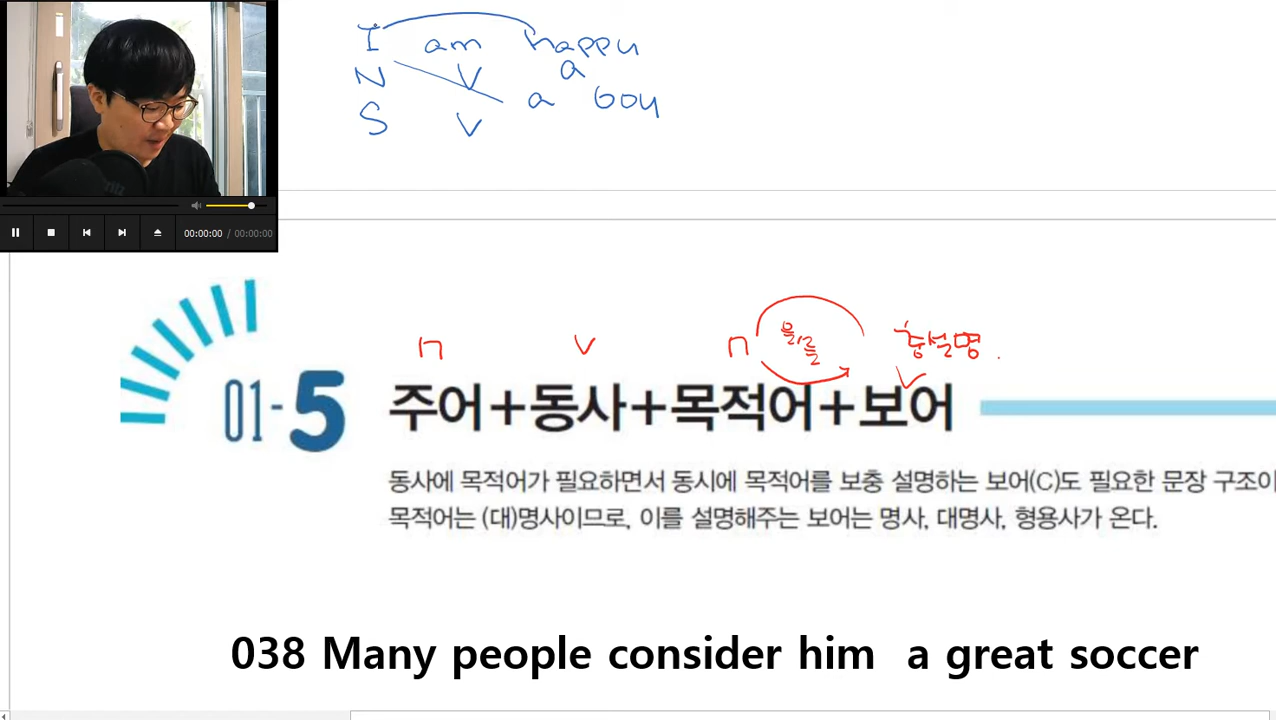 I am happy
N V a
a boy
S V
00:00:00 / 00:00:00
n v n 을/를 충설명.
01-5 주어+동사+목적어+보어
동사에 목적어가 필요하면서 동시에 목적어를 보충 설명하는 보어(C)도 필요한 문장 구조이
목적어는 (대)명사이므로, 이를 설명해주는 보어는 명사, 대명사, 형용사가 온다.
038 Many people consider him a great soccer